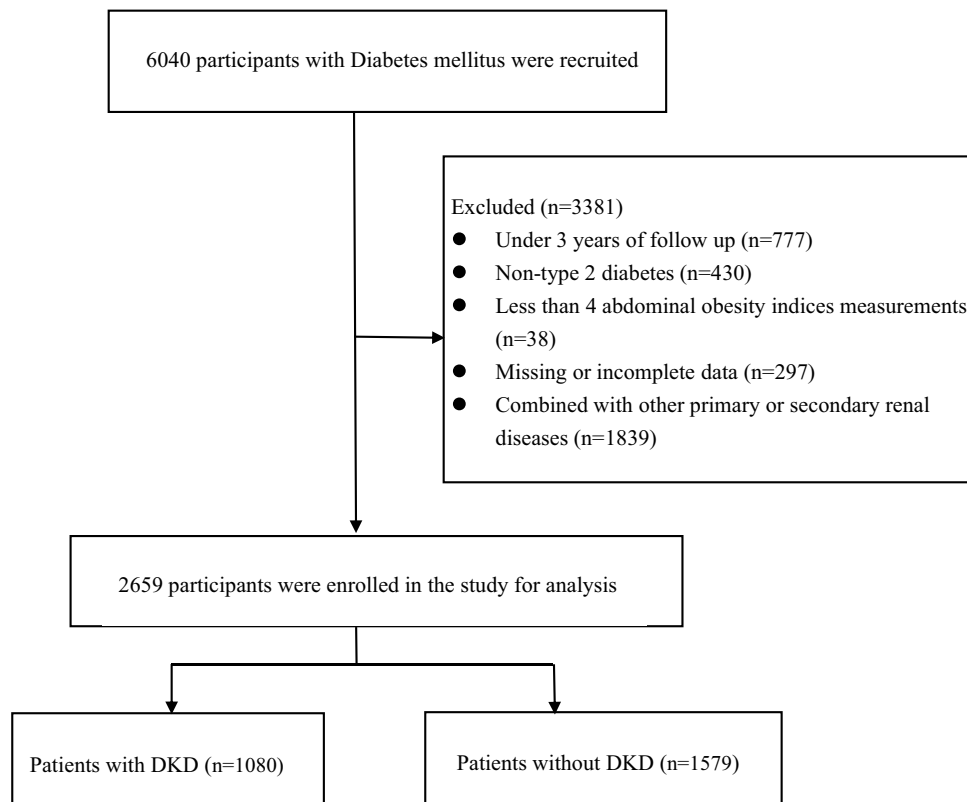 6040 participants with Diabetes mellitus were recruited
Excluded (n=3381)
● Under 3 years of follow up (n=777)
● Non-type 2 diabetes (n=430)
● Less than 4 abdominal obesity indices measurements
(n=38)
● Missing or incomplete data (n=297)
● Combined with other primary or secondary renal
diseases (n=1839)
2659 participants were enrolled in the study for analysis
Patients with DKD (n=1080)
Patients without DKD (n=1579)